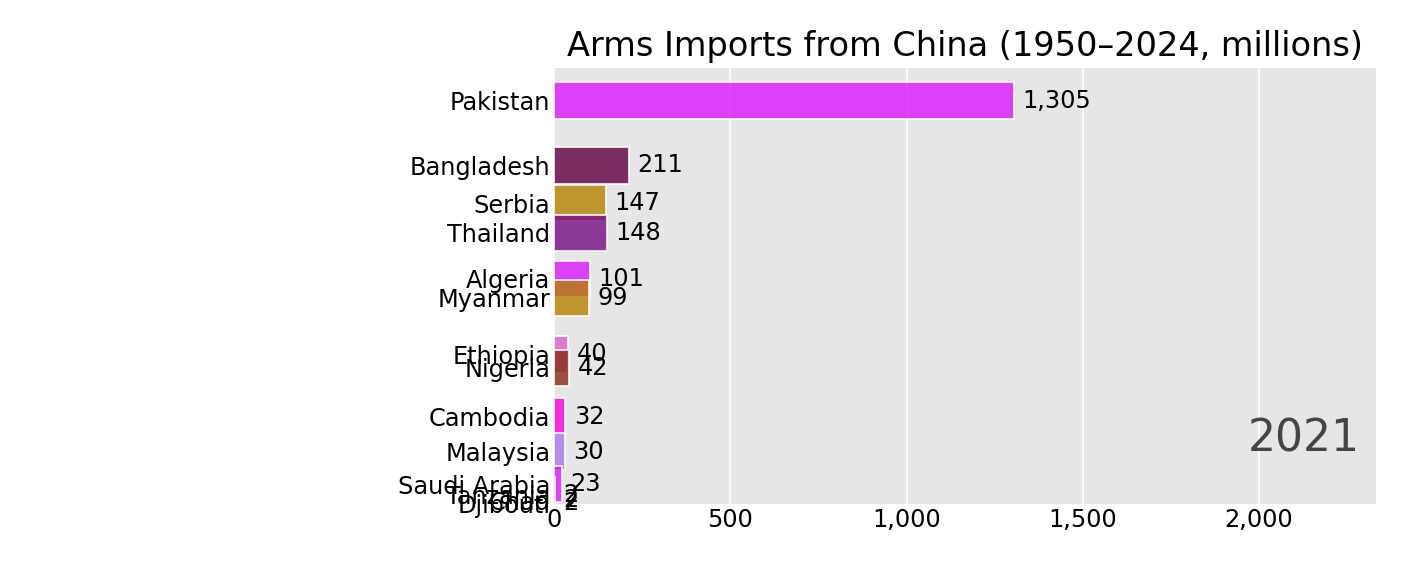 Arms Imports from China (1950–2024, millions)
Pakistan 1,305
Bangladesh 211
Serbia 147
Thailand 148
Algeria 101
Myanmar 99
Ethiopia 40
Nigeria 42
Cambodia 32
Malaysia 30
Saudi Arabia 23
Tanzania
Djibouti 2
0 500 1,000 1,500 2,000
2021